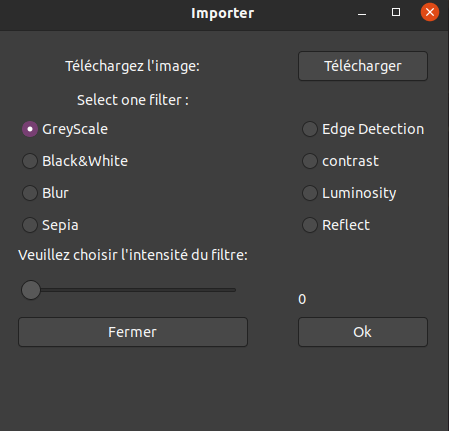 Importer
Téléchargez l'image:
Télécharger
Select one filter :
GreyScale
Edge Detection
Black&White
contrast
Blur
Luminosity
Sepia
Reflect
Veuillez choisir l'intensité du filtre:
0
Fermer
Ok